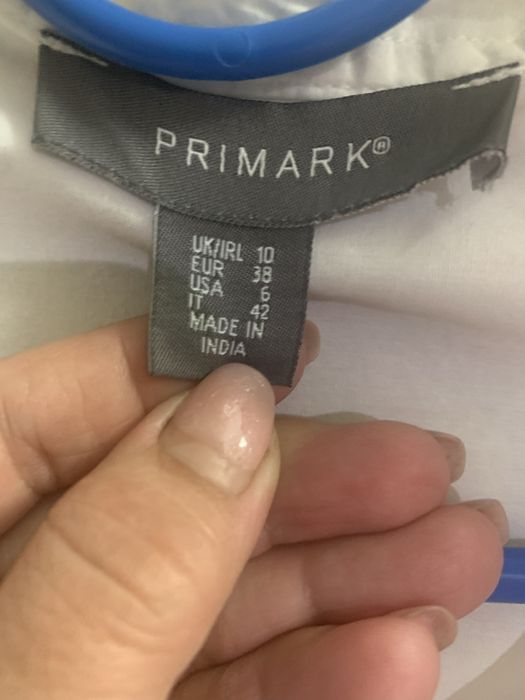 PRIMARK®
UK/IRL 10
EUR 38
USA 6
IT 42
MADE IN
INDIA